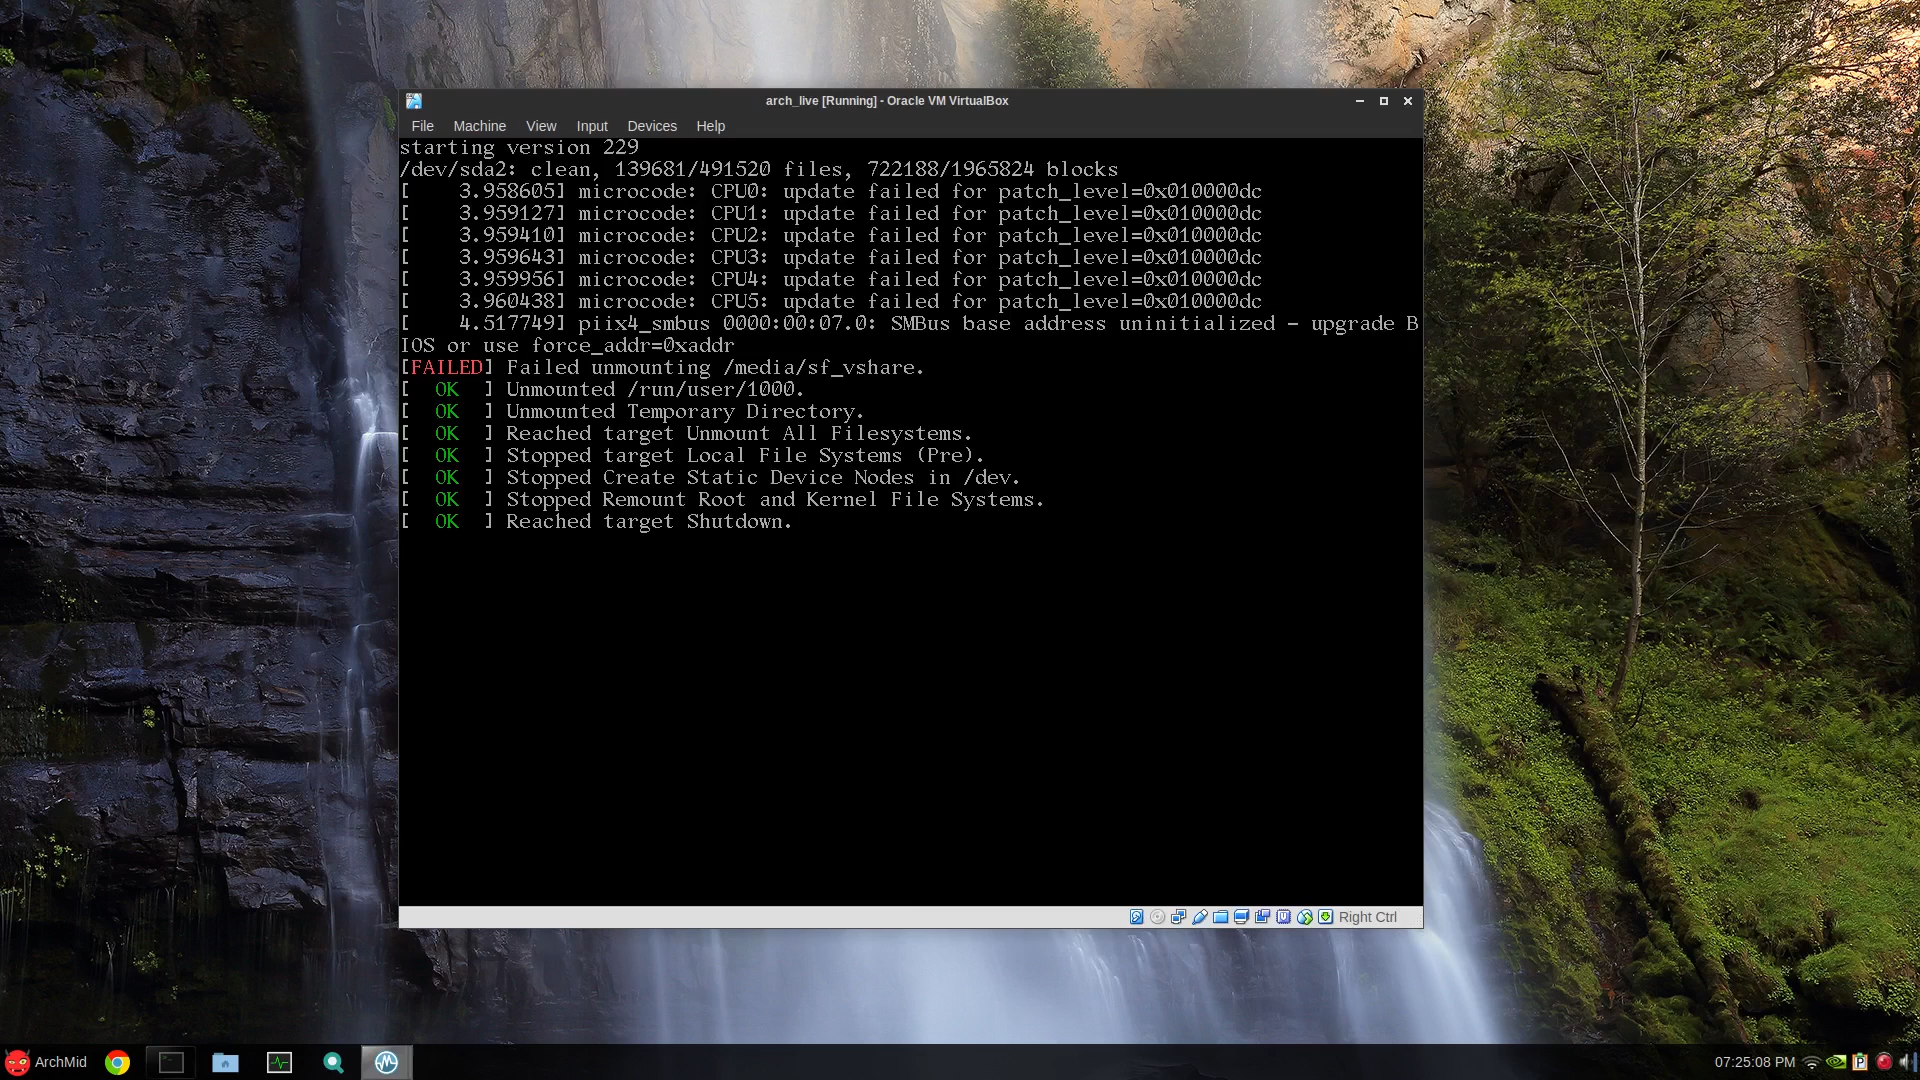 arch_live [Running] - Oracle VM VirtualBox
File Machine View Input Devices Help
starting version 229
/dev/sda2: clean, 139681/491520 files, 722188/1965824 blocks
[    3.958605] microcode: CPU0: update failed for patch_level=0x010000dc
[    3.959127] microcode: CPU1: update failed for patch_level=0x010000dc
[    3.959410] microcode: CPU2: update failed for patch_level=0x010000dc
[    3.959643] microcode: CPU3: update failed for patch_level=0x010000dc
[    3.959956] microcode: CPU4: update failed for patch_level=0x010000dc
[    3.960438] microcode: CPU5: update failed for patch_level=0x010000dc
[    4.517749] piix4_smbus 0000:00:07.0: SMBus base address uninitialized - upgrade B
IOS or use force_addr=0xaddr
[FAILED] Failed unmounting /media/sf_vshare.
[  OK  ] Unmounted /run/user/1000.
[  OK  ] Unmounted Temporary Directory.
[  OK  ] Reached target Unmount All Filesystems.
[  OK  ] Stopped target Local File Systems (Pre).
[  OK  ] Stopped Create Static Device Nodes in /dev.
[  OK  ] Stopped Remount Root and Kernel File Systems.
[  OK  ] Reached target Shutdown.
Right Ctrl
ArchMid
07:25:08 PM